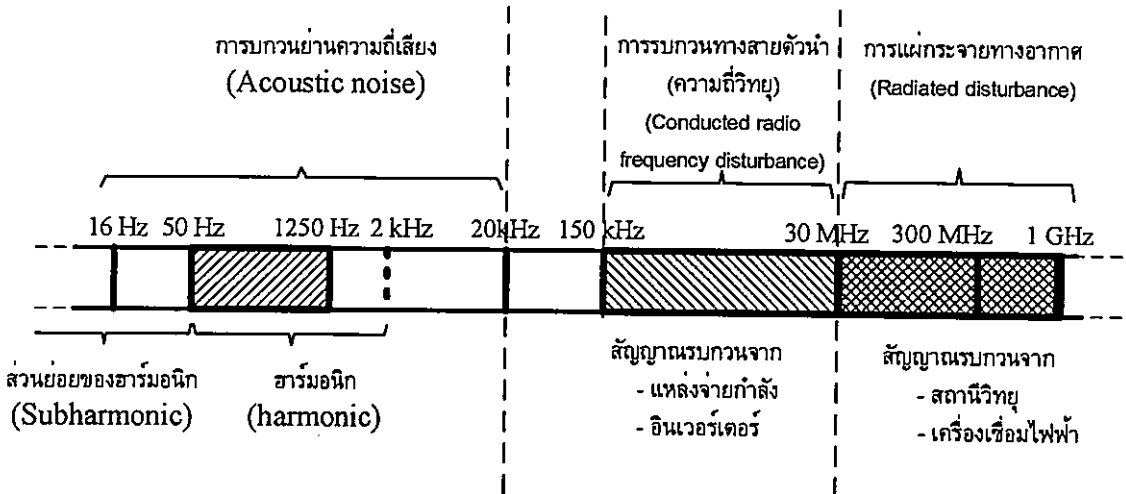 การบกวนย่านความถี่เสียง
(Acoustic noise)
การรบกวนทางสายตัวนำ
(ความถี่วิทยุ)
(Conducted radio
frequency disturbance)
การแผ่กระจายทางอากาศ
(Radiated disturbance)
16 Hz 50 Hz 1250 Hz 2 kHz 20kHz 150 kHz 30 MHz 300 MHz 1 GHz
ส่วนย่อยของฮาร์มอนิก
(Subharmonic)
ฮาร์มอนิก
(harmonic)
สัญญาณรบกวนจาก
- แหล่งจ่ายกำลัง
- อินเวอร์เตอร์
สัญญาณรบกวนจาก
- สถานีวิทยุ
- เครื่องเชื่อมไฟฟ้า